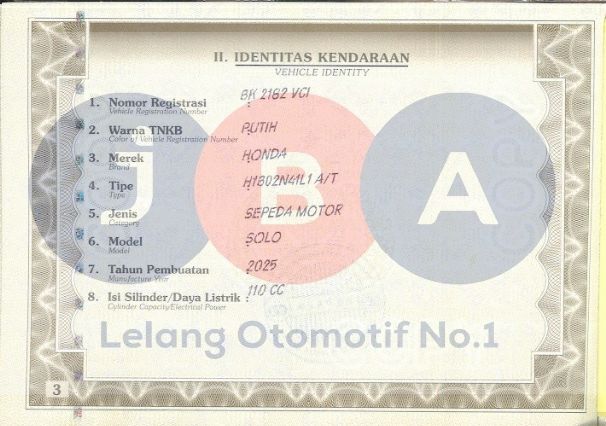 II. IDENTITAS KENDARAAN
VEHICLE IDENTITY
1. Nomor Registrasi : BK 2182 VCI
Vehicle Registration Number
2. Warna TNKB PUTIH
Color of Vehicle Registration Number
3. Merek HONDA
Brand
4. Tipe H1B02N41L1 A/T
Type
5. Jenis SEPEDA MOTOR
Category
6. Model SOLO
Model
7. Tahun Pembuatan 2025
Manufacture Year
8. Isi Silinder/Daya Listrik : 110 CC
Cylinder Capacity/Electrical Power
J B A
Lelang Otomotif No.1
3